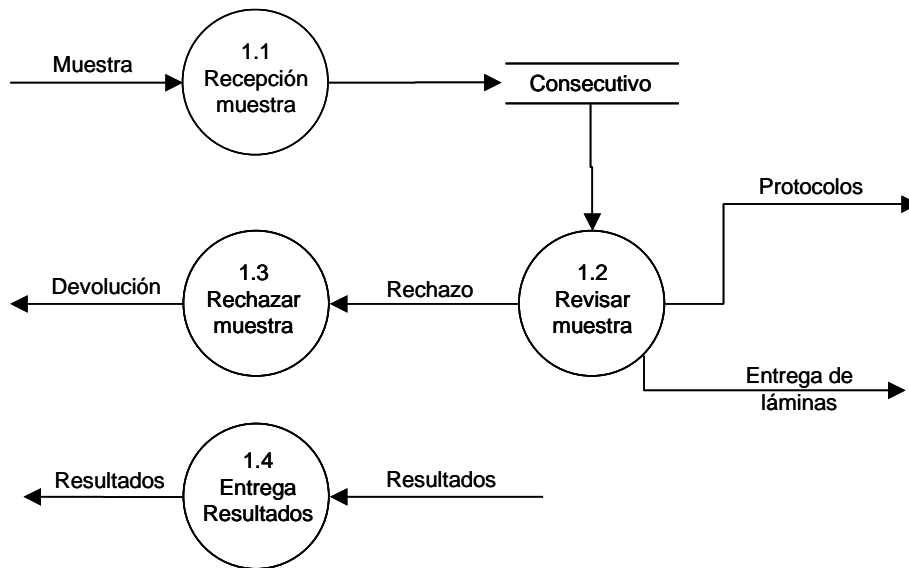 Muestra
1.1
Recepción
muestra
Consecutivo
Protocolos
Devolución
1.3
Rechazar
muestra
Rechazo
1.2
Revisar
muestra
Entrega de
láminas
Resultados
1.4
Entrega
Resultados
Resultados